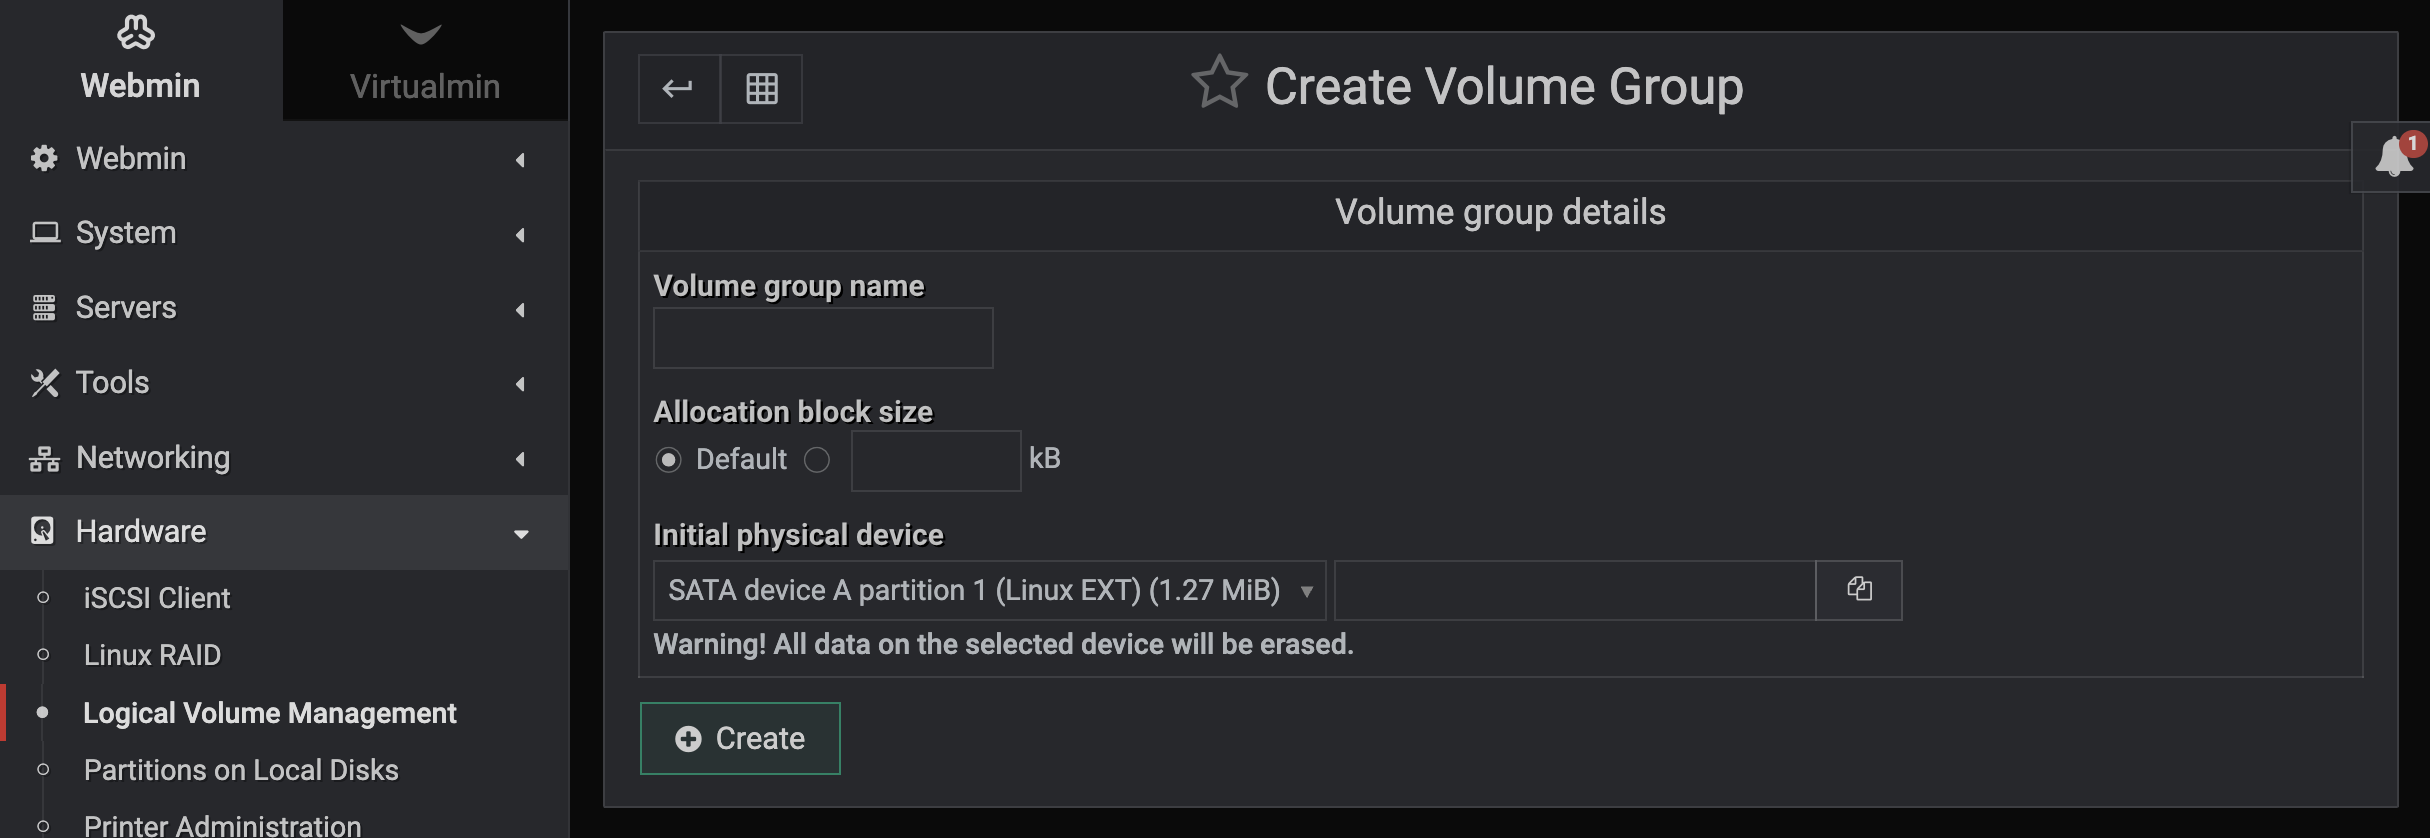 Webmin
Virtualmin
Webmin
System
Servers
Tools
Networking
Hardware
iSCSI Client
Linux RAID
Logical Volume Management
Partitions on Local Disks
Printer Administration
Create Volume Group
1
Volume group details
Volume group name
Allocation block size
Default kB
Initial physical device
SATA device A partition 1 (Linux EXT) (1.27 MiB)
Warning! All data on the selected device will be erased.
Create